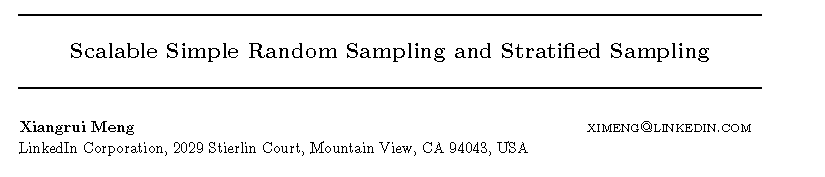 Scalable Simple Random Sampling and Stratified Sampling
Xiangrui Meng XIMENG@LINKEDIN.COM
LinkedIn Corporation, 2029 Stierlin Court, Mountain View, CA 94043, USA